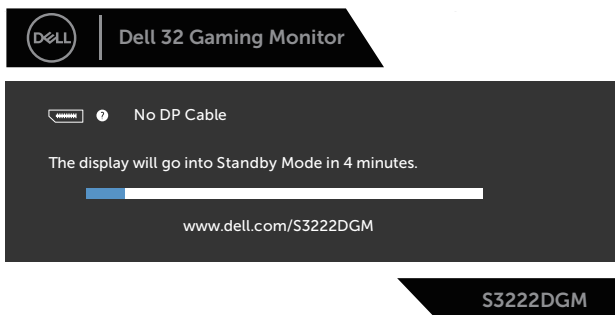 DELL
Dell 32 Gaming Monitor
? No DP Cable
The display will go into Standby Mode in 4 minutes.
www.dell.com/S3222DGM
S3222DGM